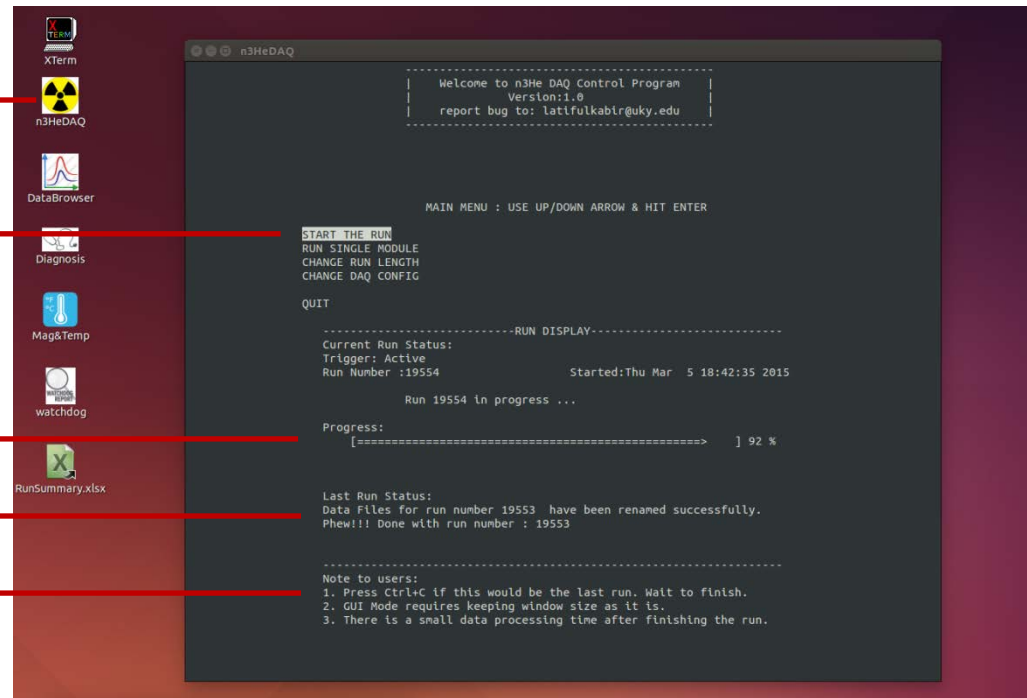 XTERM
XTerm
n3HeDAQ
DataBrowser
Diagnosis
°F
°C
Mag&Temp
WATCHDOG
REPORT
watchdog
X
RunSummary.xlsx
n3HeDAQ
---------------------------------------------
| Welcome to n3He DAQ Control Program |
| Version:1.0 |
| report bug to: latifulkabir@uky.edu |
---------------------------------------------
MAIN MENU : USE UP/DOWN ARROW & HIT ENTER
START THE RUN
RUN SINGLE MODULE
CHANGE RUN LENGTH
CHANGE DAQ CONFIG
QUIT
----------------------------RUN DISPLAY----------------------------
Current Run Status:
Trigger: Active
Run Number :19554 Started:Thu Mar 5 18:42:35 2015
Run 19554 in progress ...
Progress:
[==================================================> ] 92 %
Last Run Status:
Data Files for run number 19553 have been renamed successfully.
Phew!!! Done with run number : 19553
-------------------------------------------------------------------
Note to users:
1. Press Ctrl+C if this would be the last run. Wait to finish.
2. GUI Mode requires keeping window size as it is.
3. There is a small data processing time after finishing the run.